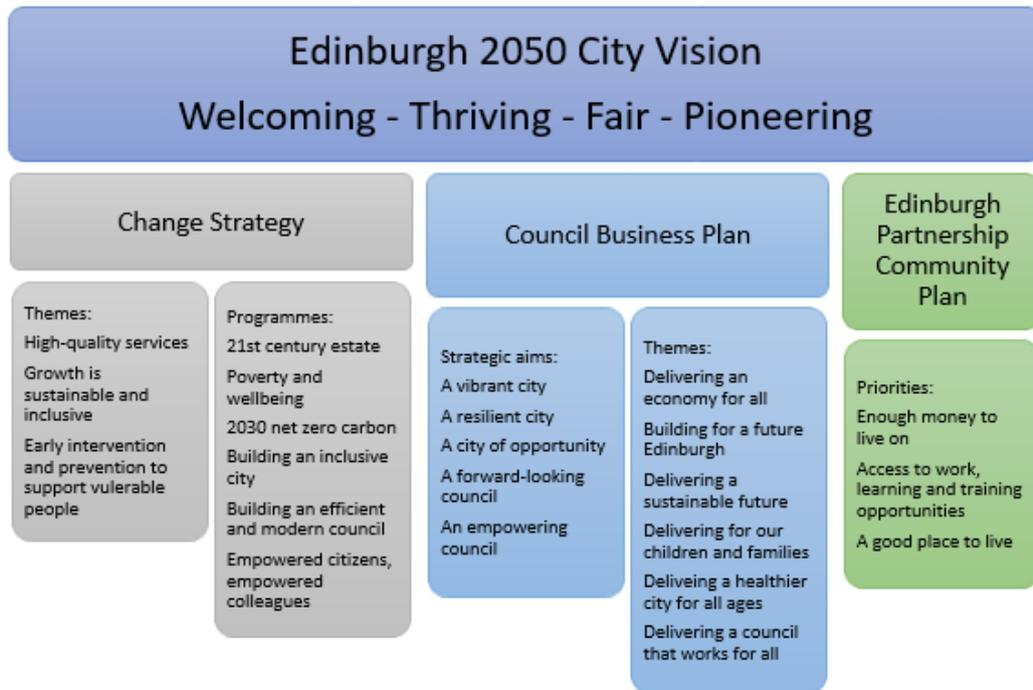 Edinburgh 2050 City Vision
Welcoming - Thriving - Fair - Pioneering
Change Strategy
Themes:
High-quality services
Growth is
sustainable and
inclusive
Early intervention
and prevention to
support vulerable
people
Programmes:
21st century estate
Poverty and
wellbeing
2030 net zero carbon
Building an inclusive
city
Building an efficient
and modern council
Empowered citizens,
empowered
colleagues
Council Business Plan
Strategic aims:
A vibrant city
A resilient city
A city of opportunity
A forward-looking
council
An empowering
council
Themes:
Delivering an
economy for all
Building for a future
Edinburgh
Delivering a
sustainable future
Delivering for our
children and families
Deliveing a healthier
city for all ages
Delivering a council
that works for all
Edinburgh
Partnership
Community
Plan
Priorities:
Enough money to
live on
Access to work,
learning and training
opportunities
A good place to live